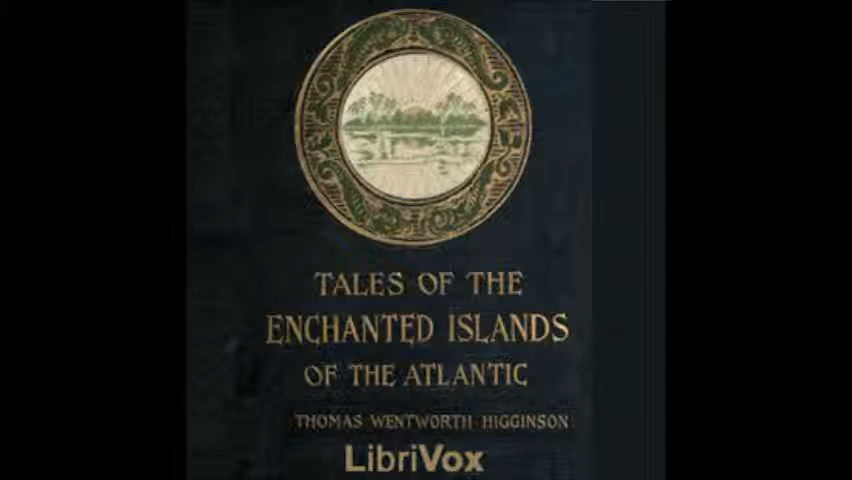 TALES OF THE
ENCHANTED ISLANDS
OF THE ATLANTIC
THOMAS WENTWORTH HIGGINSON
LibriVox